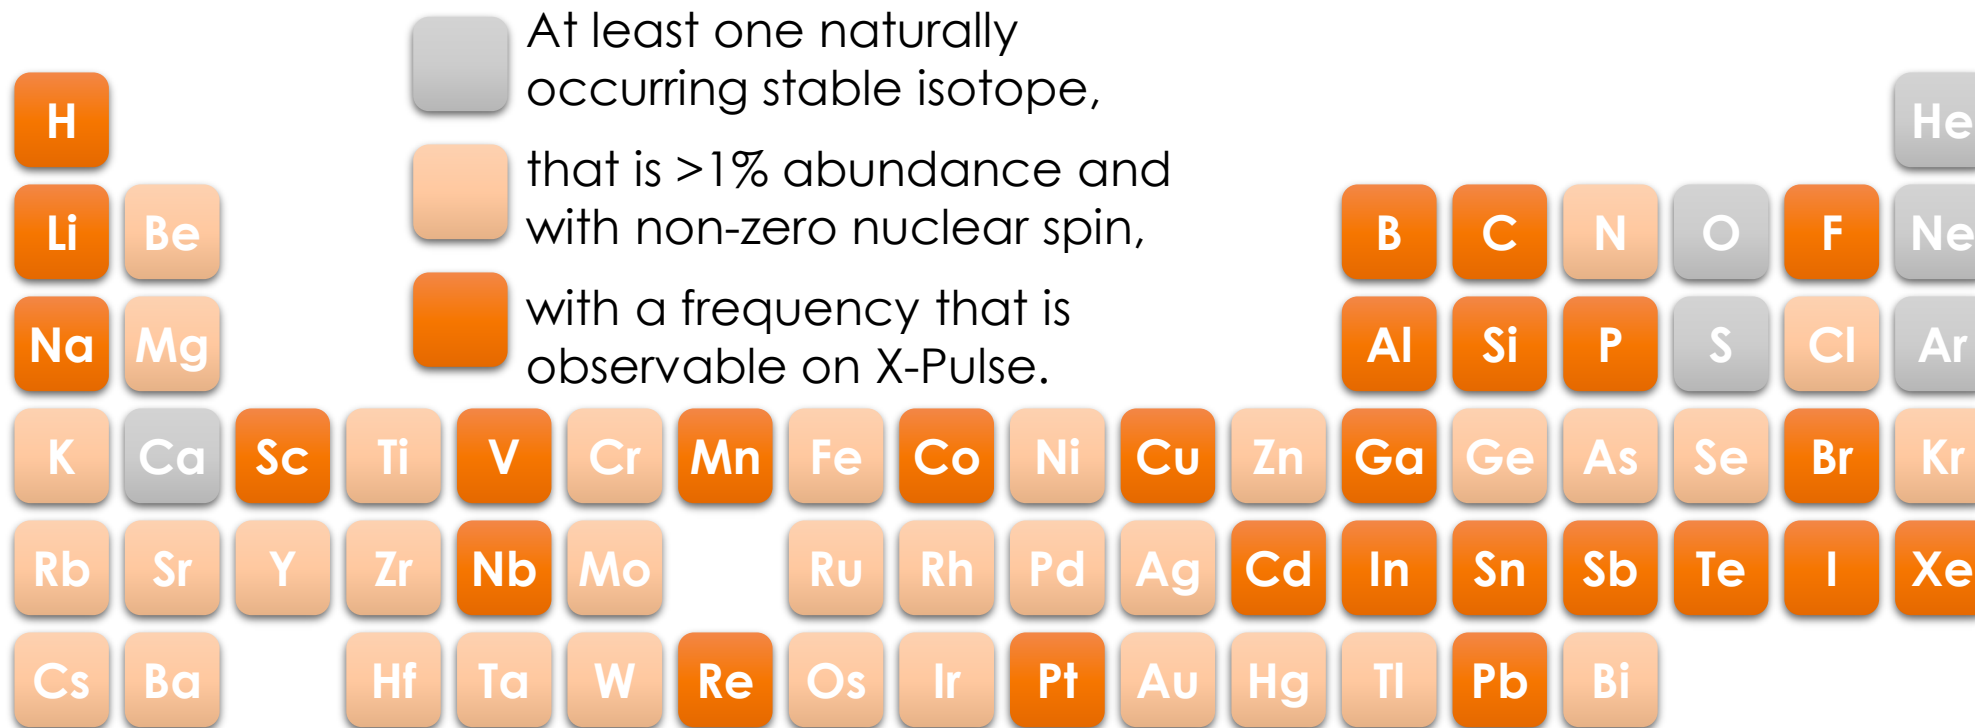 At least one naturally
occurring stable isotope,
that is >1% abundance and
with non-zero nuclear spin,
with a frequency that is
observable on X-Pulse.
H He
Li Be B C N O F Ne
Na Mg Al Si P S Cl Ar
K Ca Sc Ti V Cr Mn Fe Co Ni Cu Zn Ga Ge As Se Br Kr
Rb Sr Y Zr Nb Mo Ru Rh Pd Ag Cd In Sn Sb Te I Xe
Cs Ba Hf Ta W Re Os Ir Pt Au Hg Tl Pb Bi